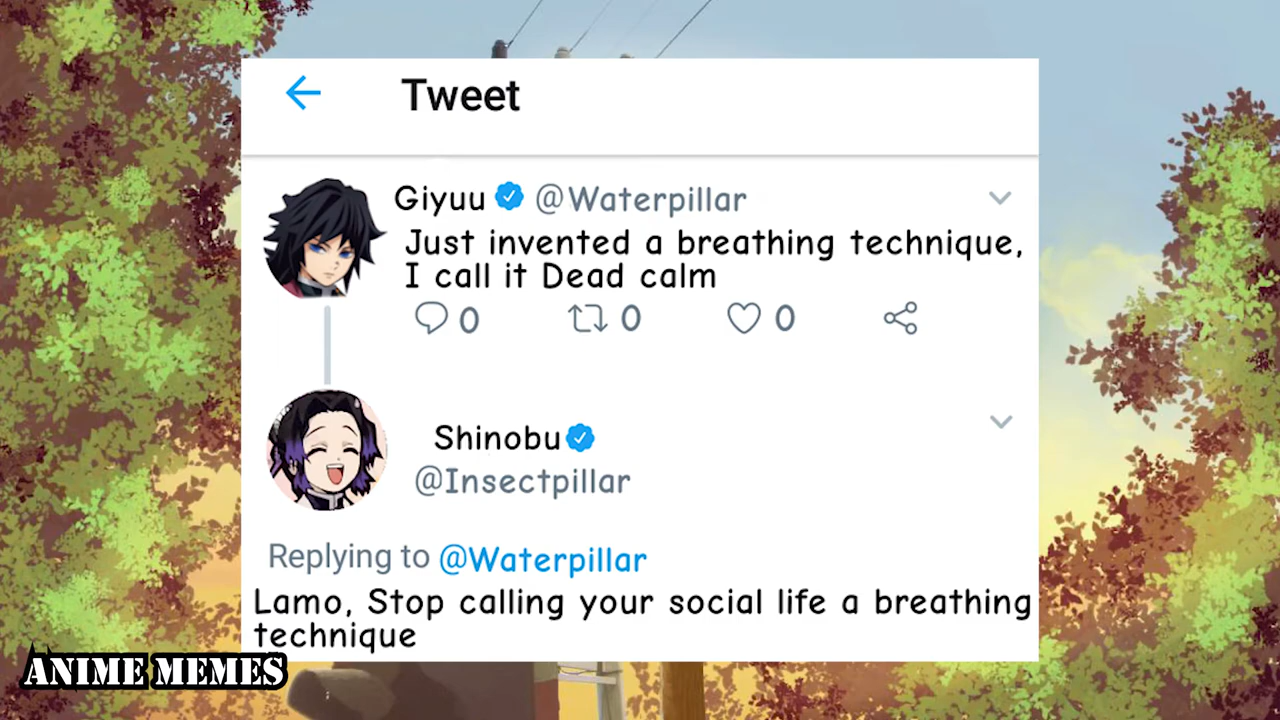 Tweet
Giyuu @Waterpillar
Just invented a breathing technique,
I call it Dead calm
0 0 0
Shinobu
@Insectpillar
Replying to @Waterpillar
Lamo, Stop calling your social life a breathing
technique
ANIME MEMES